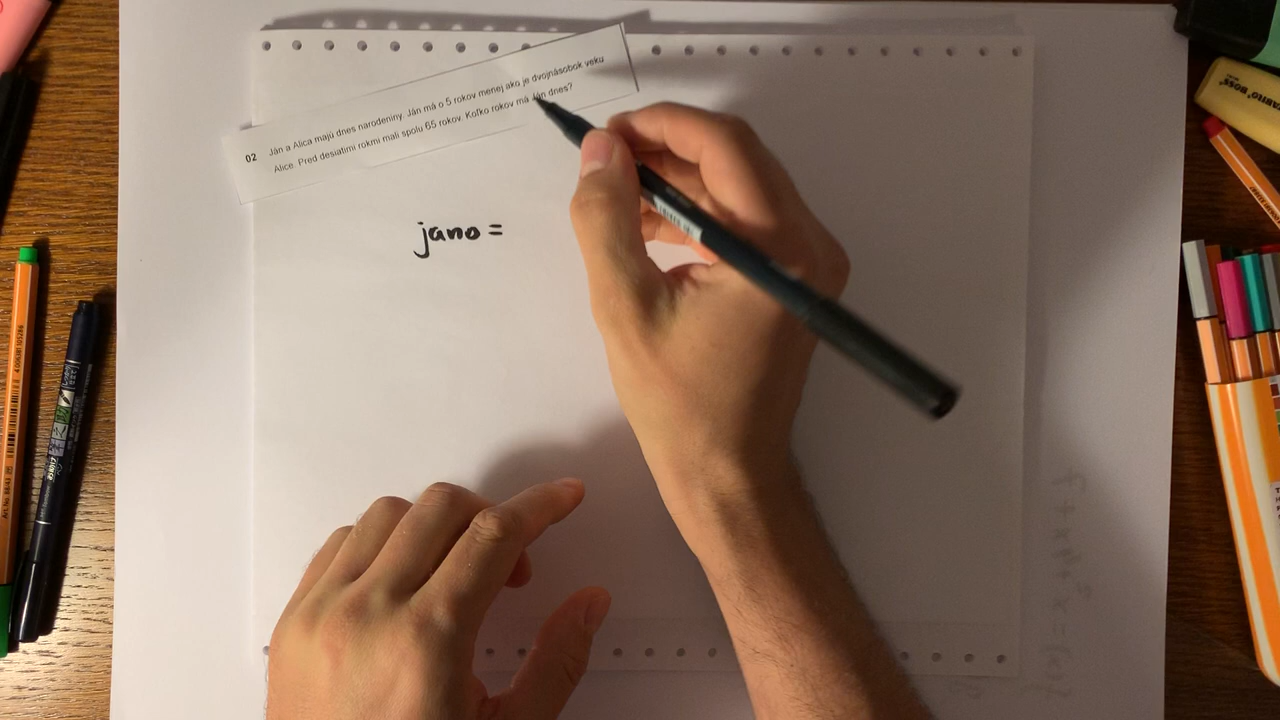 02 Ján a Alica majú dnes narodeniny. Ján má o 5 rokov menej ako je dvojnásobok veku
Alice. Pred desiatimi rokmi mali spolu 65 rokov. Koľko rokov má Ján dnes?
jano =